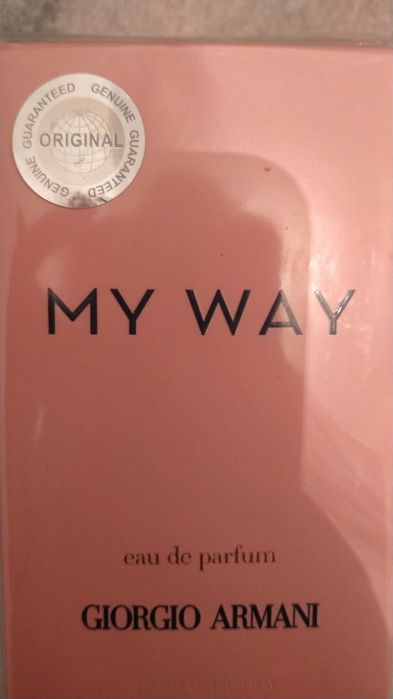 GENUINE GUARANTEED GENUINE GUARANTEED
ORIGINAL
MY WAY
eau de parfum
GIORGIO ARMANI